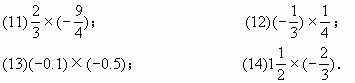 (11) 2/3 × (-9/4);    (12) (-1/3) × 1/4;
(13) (-0.1) × (-0.5);    (14) 1 1/2 × (-2/3).